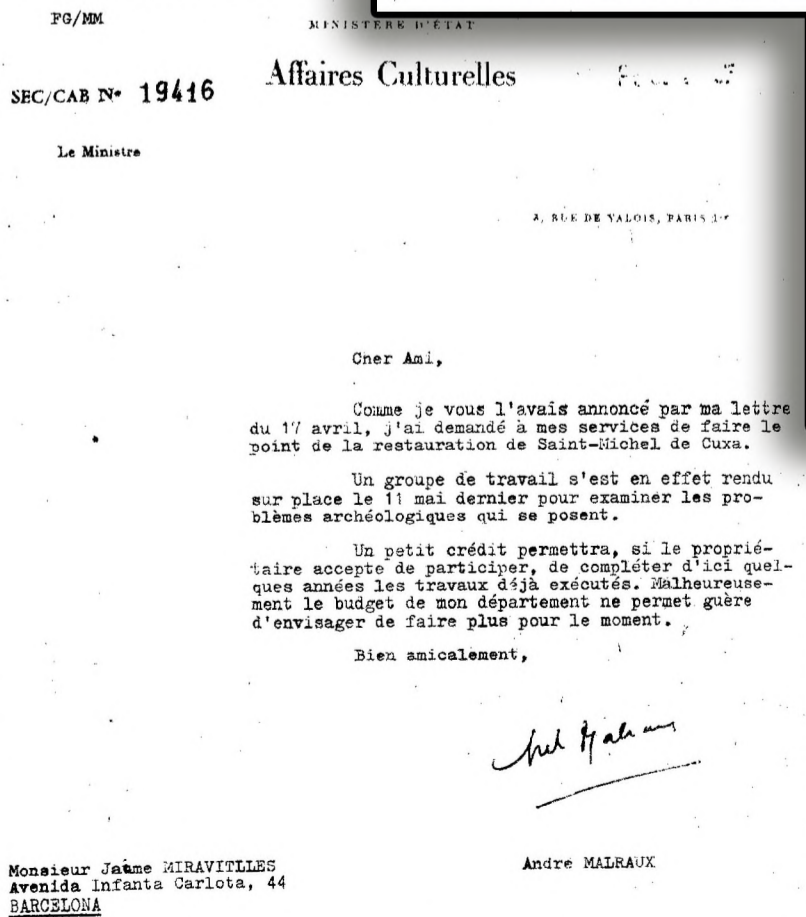 FG/MM
MINISTERE D'ÉTAT
Affaires Culturelles
SEC/CAB N° 19416
Le Ministre
3, RUE DE VALOIS, PARIS 1er
Cher Ami,
Comme je vous l'avais annoncé par ma lettre
du 17 avril, j'ai demandé à mes services de faire le
point de la restauration de Saint-Michel de Cuxa.
Un groupe de travail s'est en effet rendu
sur place le 11 mai dernier pour examiner les pro-
blèmes archéologiques qui se posent.
Un petit crédit permettra, si le proprié-
taire accepte de participer, de compléter d'ici quel-
ques années les travaux déjà exécutés. Malheureuse-
ment le budget de mon département ne permet guère
d'envisager de faire plus pour le moment.
Bien amicalement,
André Malraux
André MALRAUX
Monsieur Jaime MIRAVITLLES
Avenida Infanta Carlota, 44
BARCELONA